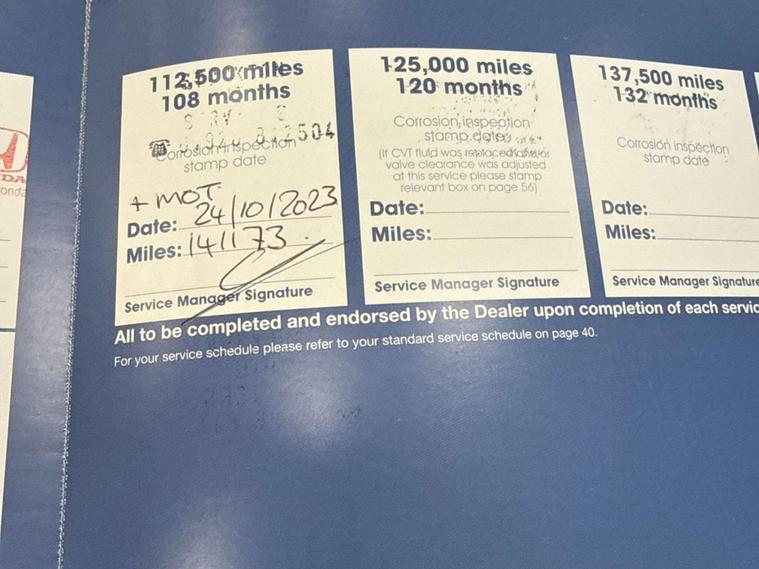 DA
onda
112,500 miles
108 months
504
Corrosion inspection
stamp date
+ MOT
Date: 24/10/2023
Miles: 141173
Service Manager Signature
125,000 miles
120 months
Corrosion inspection
stamp date
(If CVT fluid was replaced and/or
valve clearance was adjusted
at this service please stamp
relevant box on page 56)
Date:
Miles:
Service Manager Signature
137,500 miles
132 months
Corrosion inspection
stamp date
Date:
Miles:
Service Manager Signature
All to be completed and endorsed by the Dealer upon completion of each servic
For your service schedule please refer to your standard service schedule on page 40.